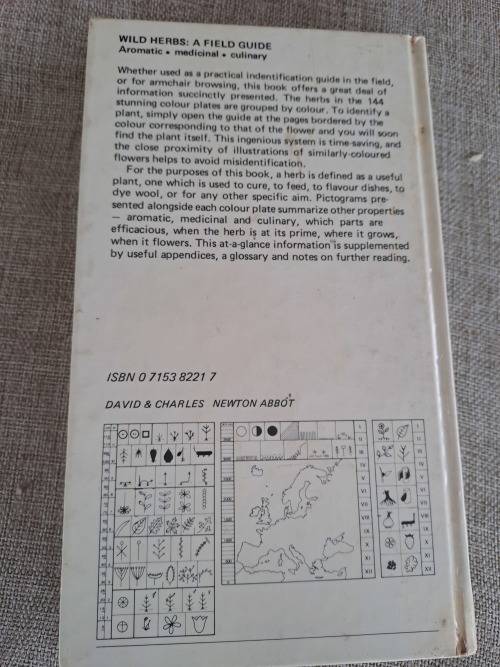 WILD HERBS: A FIELD GUIDE
Aromatic • medicinal • culinary
Whether used as a practical indentification guide in the field,
or for armchair browsing, this book offers a great deal of
information succinctly presented. The herbs in the 144
stunning colour plates are grouped by colour. To identify a
plant, simply open the guide at the pages bordered by the
colour corresponding to that of the flower and you will soon
find the plant itself. This ingenious system is time-saving, and
the close proximity of illustrations of similarly-coloured
flowers helps to avoid misidentification.
For the purposes of this book, a herb is defined as a useful
plant, one which is used to cure, to feed, to flavour dishes, to
dye wool, or for any other specific aim. Pictograms pre-
sented alongside each colour plate summarize other properties
— aromatic, medicinal and culinary, which parts are
efficacious, when the herb is at its prime, where it grows,
when it flowers. This at-a-glance information is supplemented
by useful appendices, a glossary and notes on further reading.
ISBN 0 7153 8221 7
DAVID & CHARLES NEWTON ABBOT